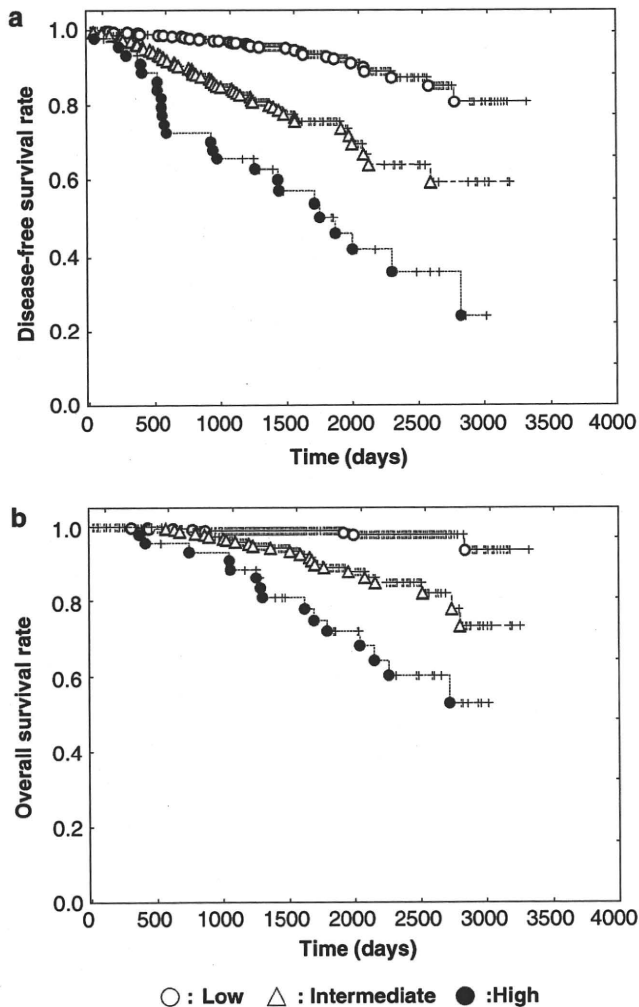 a
1.0
0.8
0.6
0.4
0.2
0.0
Disease-free survival rate
0 500 1000 1500 2000 2500 3000 3500 4000
Time (days)
b
1.0
0.8
0.6
0.4
0.2
0.0
Overall survival rate
0 500 1000 1500 2000 2500 3000 3500 4000
Time (days)
: Low : Intermediate :High